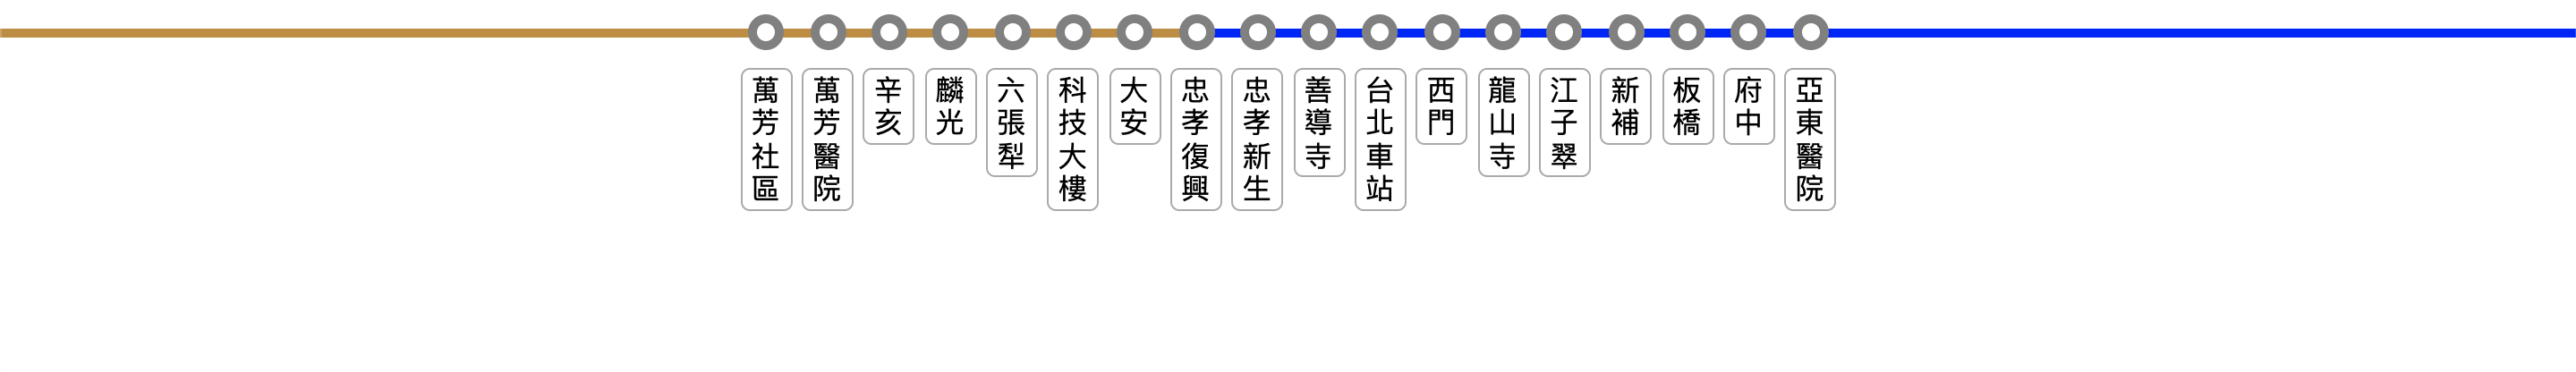 萬芳社區
萬芳醫院
辛亥
麟光
六張犁
科技大樓
大安
忠孝復興
忠孝新生
善導寺
台北車站
西門
龍山寺
江子翠
新補
板橋
府中
亞東醫院